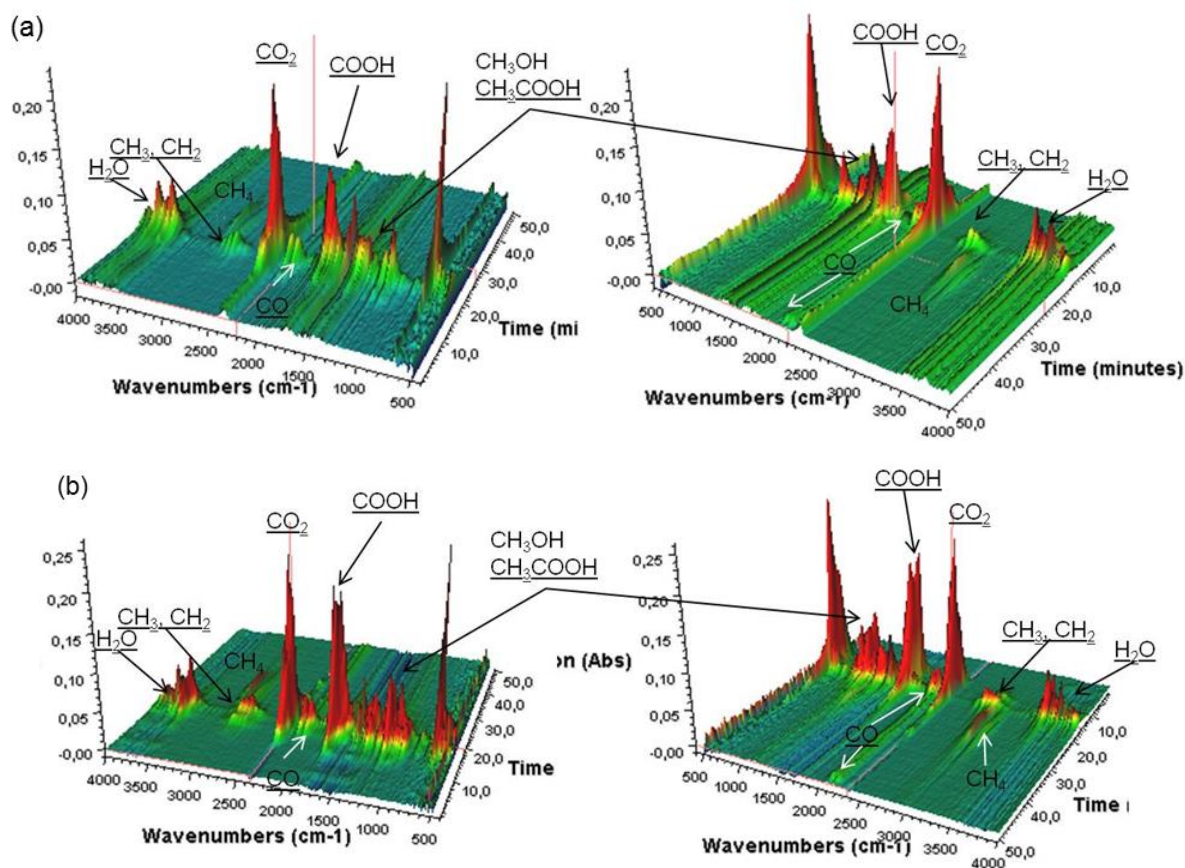 (a)
CO2
COOH
CH3OH
CH3COOH
CH3, CH2
H2O
CH4
CO
0,20
0,15
0,10
0,05
-0,00
4000
3500
3000
2500
2000
1500
1000
500
Wavenumbers (cm-1)
50,0
40,0
30,0
20,0
10,0
Time (mi
COOH
CO2
CH3, CH2
H2O
CO
CH4
0,20
0,15
0,10
0,05
-0,00
500
1000
1500
2000
2500
3000
3500
4000
Wavenumbers (cm-1)
10,0
20,0
30,0
40,0
50,0
Time (minutes)
(b)
CO2
COOH
CH3OH
CH3COOH
CH3, CH2
H2O
CH4
CO
0,25
0,20
0,15
0,10
0,05
-0,00
4000
3500
3000
2500
2000
1500
1000
500
Wavenumbers (cm-1)
50,0
40,0
30,0
20,0
10,0
Time
on (Abs)
COOH
CO2
CH3, CH2
H2O
CO
CH4
0,25
0,20
0,15
0,10
0,05
-0,00
500
1000
1500
2000
2500
3000
3500
4000
Wavenumbers (cm-1)
10,0
20,0
30,0
40,0
50,0
Time